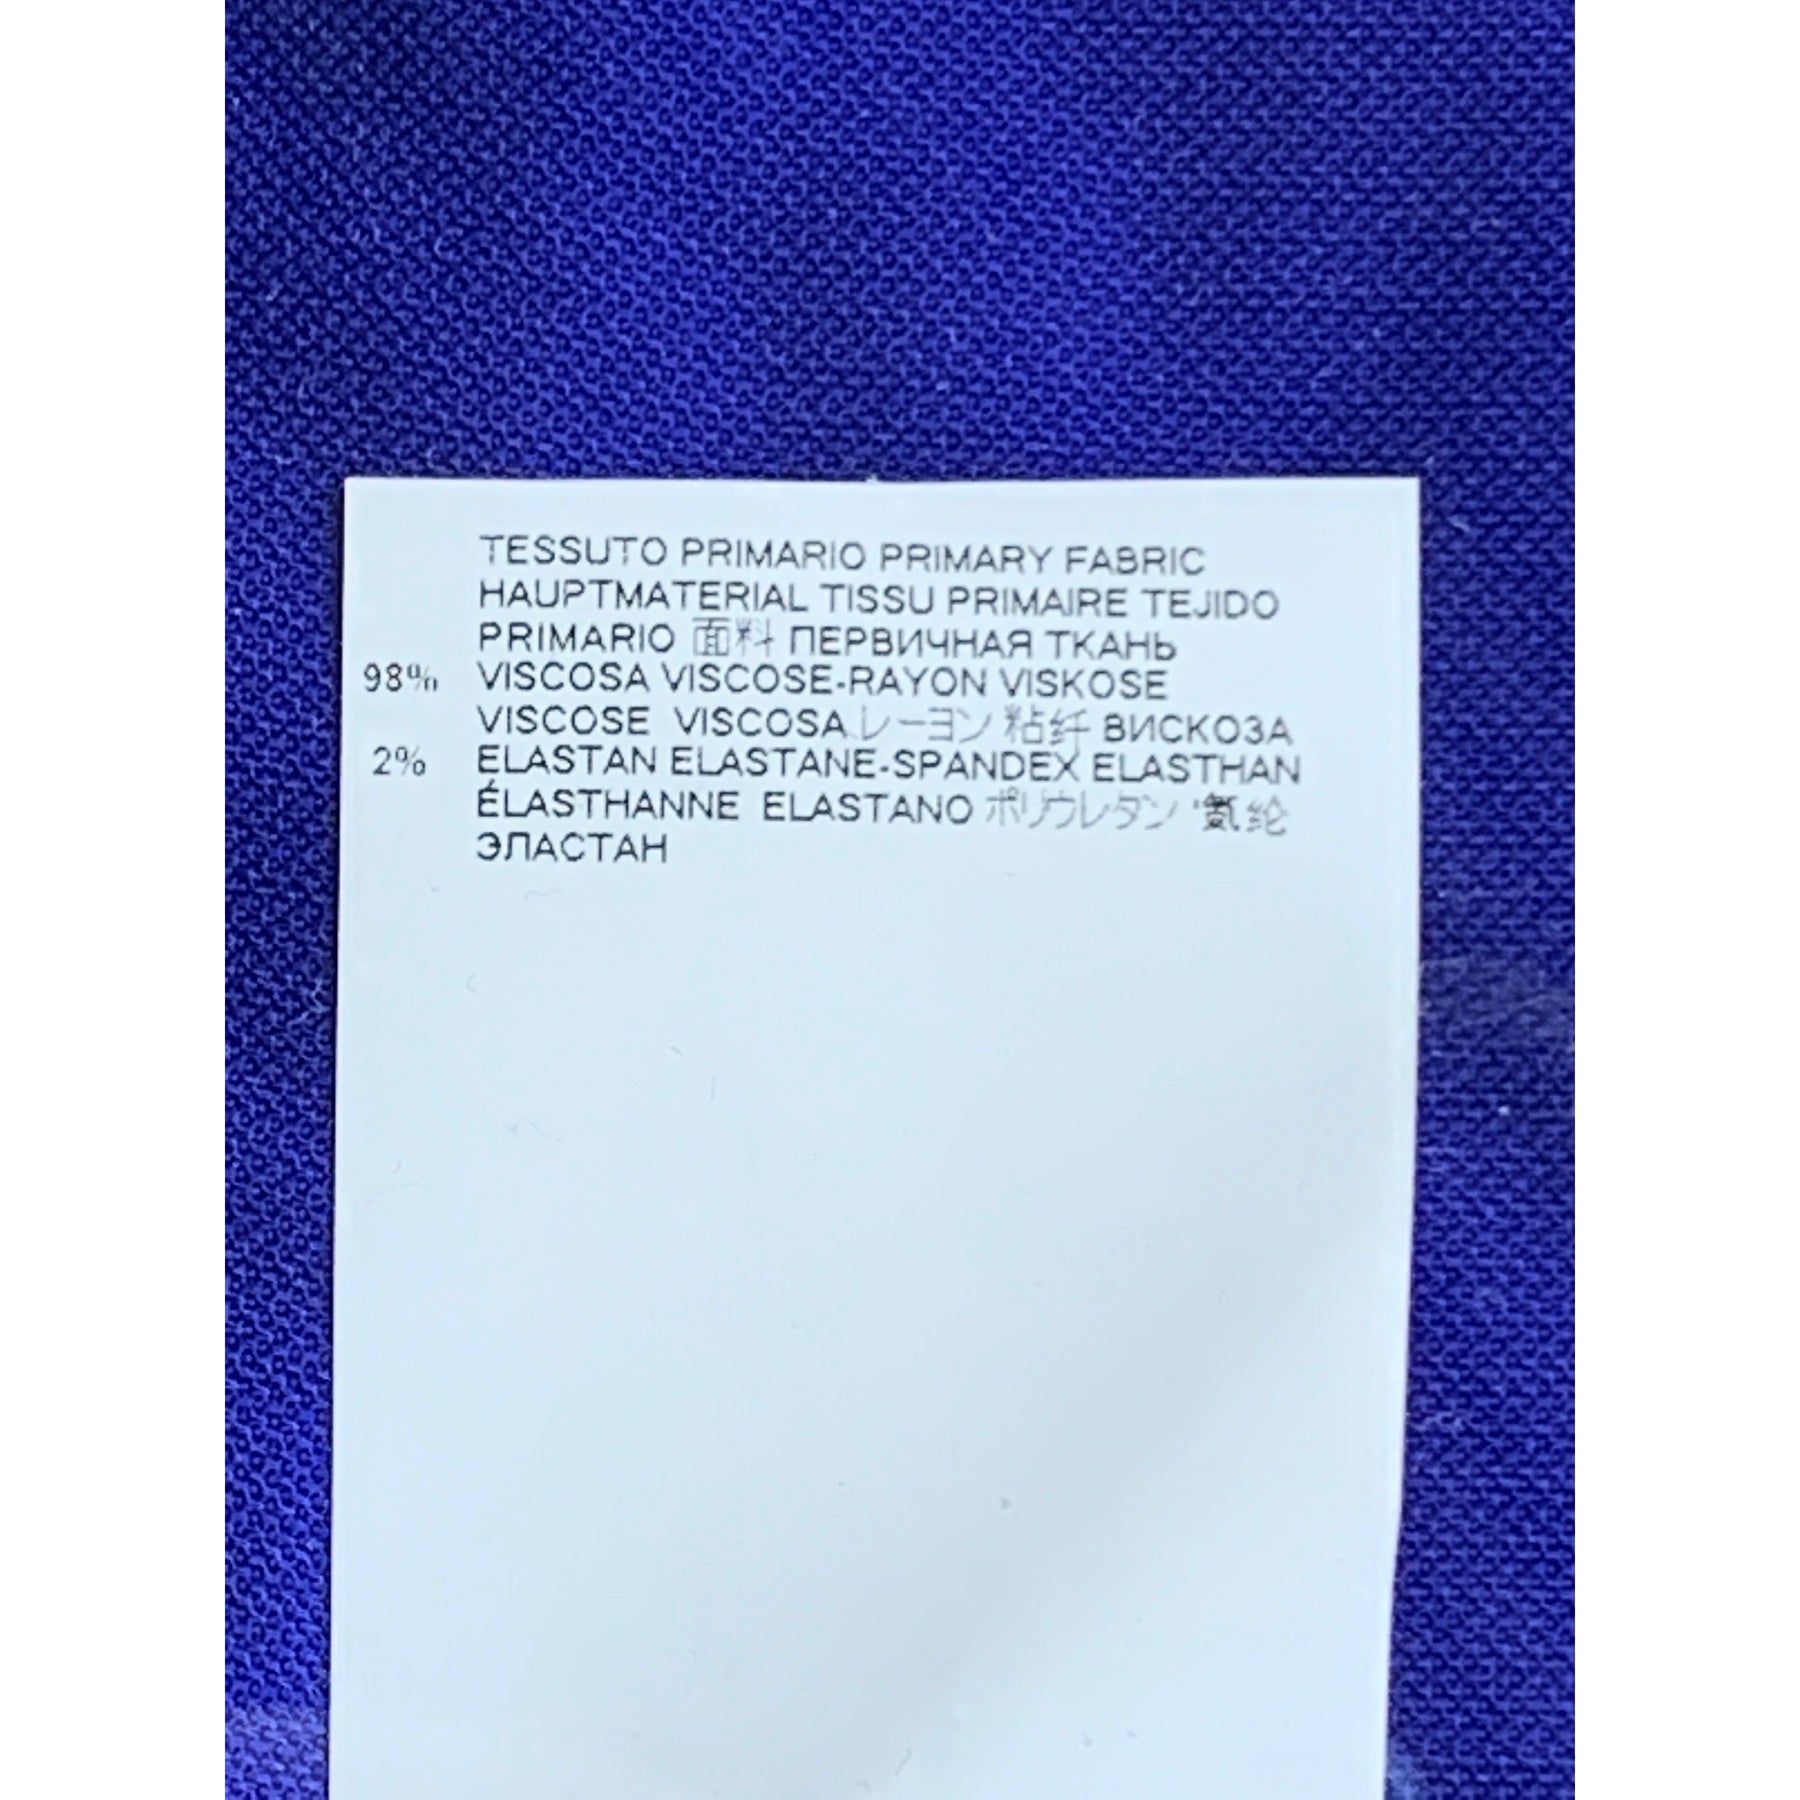 TESSUTO PRIMARIO PRIMARY FABRIC
HAUPTMATERIAL TISSU PRIMAIRE TEJIDO
PRIMARIO 面料 ПЕРВИЧНАЯ ТКАНЬ
98% VISCOSA VISCOSE-RAYON VISKOSE
VISCOSE VISCOSA レーヨン 粘纤 ВИСКОЗА
2% ELASTAN ELASTANE-SPANDEX ELASTHAN
ÉLASTHANNE ELASTANO ポリウレタン 氨纶
ЭЛАСТАН